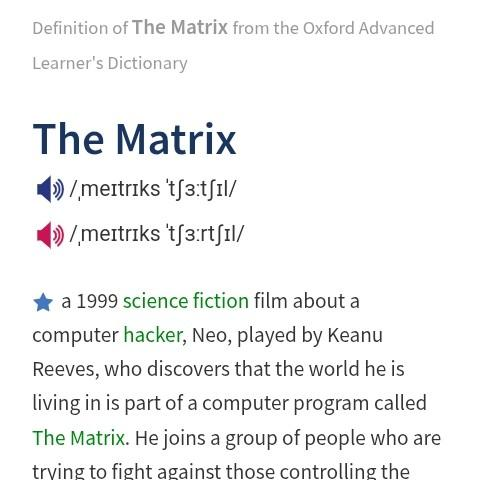 Definition of The Matrix from the Oxford Advanced
Learner's Dictionary
The Matrix
/ˌmeɪtrɪks ˈtʃɜːtʃɪl/
/ˌmeɪtrɪks ˈtʃɜːrtʃɪl/
a 1999 science fiction film about a
computer hacker, Neo, played by Keanu
Reeves, who discovers that the world he is
living in is part of a computer program called
The Matrix. He joins a group of people who are
trying to fight against those controlling the